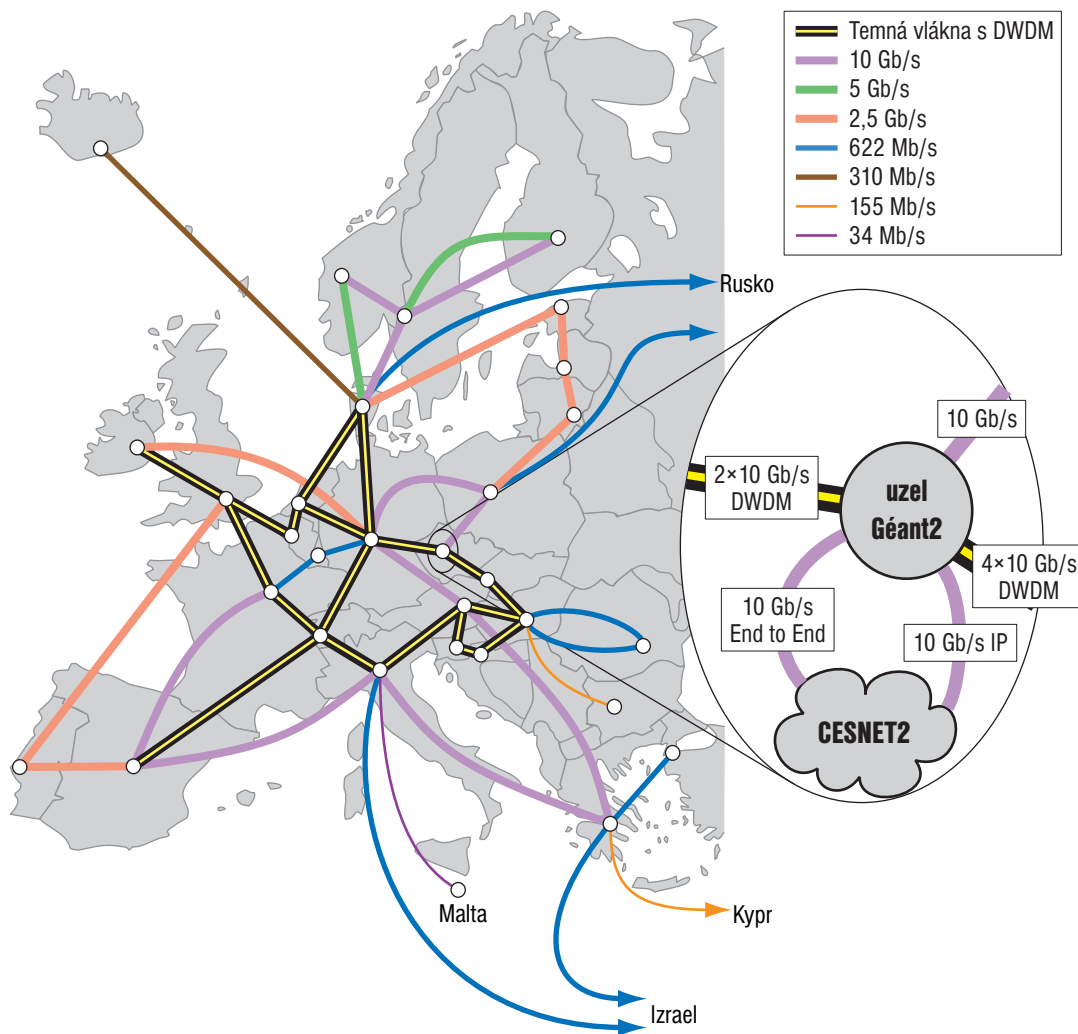 Temná vlákna s DWDM
10 Gb/s
5 Gb/s
2,5 Gb/s
622 Mb/s
310 Mb/s
155 Mb/s
34 Mb/s
Rusko
10 Gb/s
2×10 Gb/s
DWDM
uzel
Géant2
4×10 Gb/s
DWDM
10 Gb/s
End to End
10 Gb/s IP
CESNET2
Malta
Kypr
Izrael